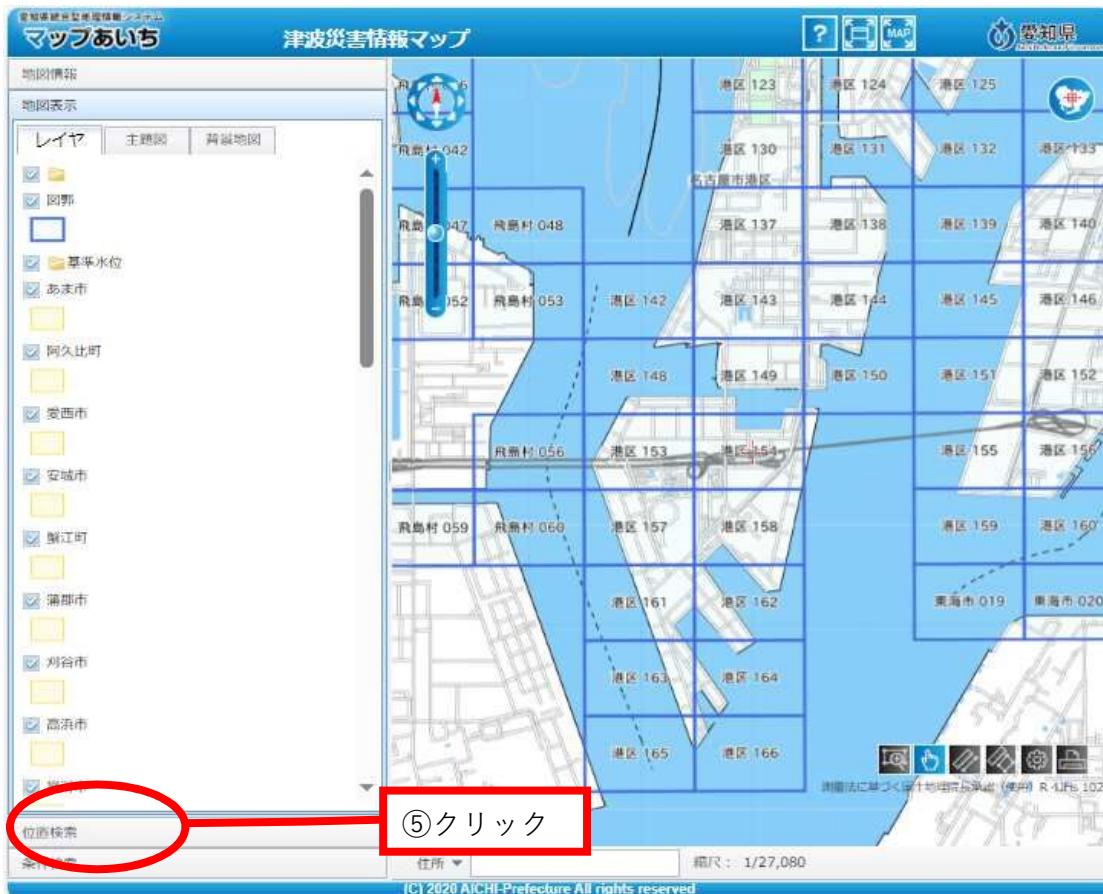 愛知県統合型地理情報システム
マップあいち
津波災害情報マップ
?
MAP
愛知県
地図情報
地図表示
レイヤ 主題図 背景地図
図郭
基準水位
あま市
阿久比町
愛西市
安城市
蟹江町
蒲郡市
刈谷市
高浜市
位置検索
港区 123 港区 124 港区 125
飛島村 042 港区 130 港区 131 港区 132 港区 133
名古屋市港区
飛島 047 飛島村 048 港区 137 港区 138 港区 139 港区 140
飛島 052 飛島村 053 港区 142 港区 143 港区 144 港区 145 港区 146
港区 148 港区 149 港区 150 港区 151 港区 152
飛島村 056 港区 153 港区 154 港区 155 港区 156
飛島村 059 飛島村 060 港区 157 港区 158 港区 159 港区 160
港区 161 港区 162 東海市 019 東海市 020
港区 163 港区 164
港区 165 港区 166
⑤クリック
住所
縮尺: 1/27,080
(C) 2020 AICHI-Prefecture All rights reserved